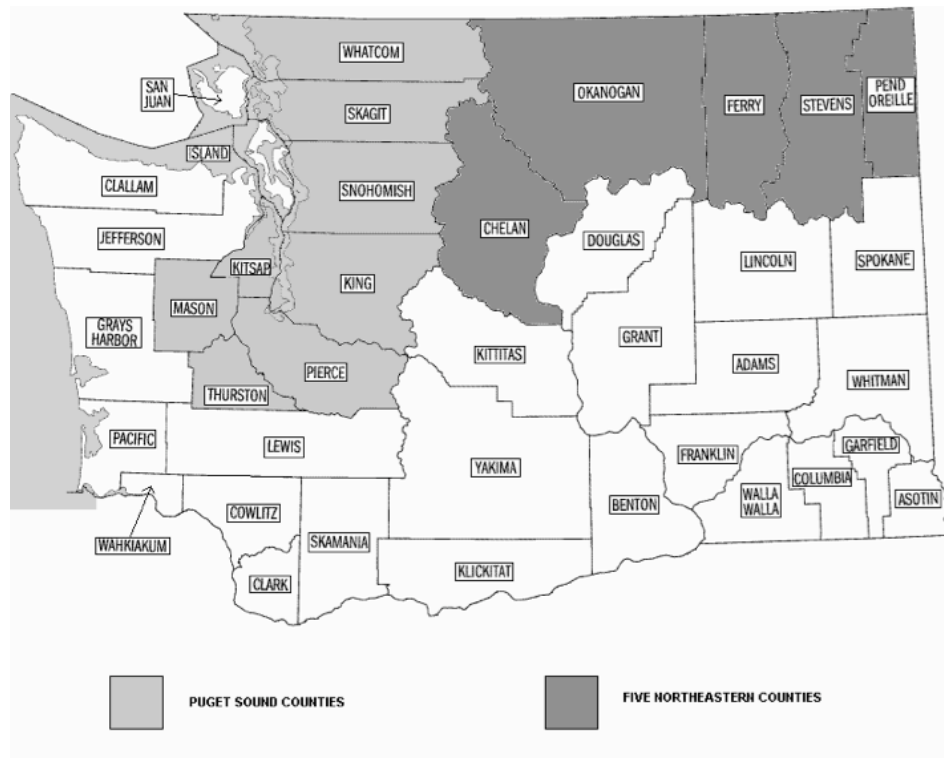 WHATCOM
SAN
JUAN
OKANOGAN
PEND
OREILLE
FERRY
STEVENS
SKAGIT
ISLAND
CLALLAM
SNOHOMISH
CHELAN
JEFFERSON
DOUGLAS
KITSAP
LINCOLN
SPOKANE
KING
MASON
GRAYS
HARBOR
GRANT
KITTITAS
ADAMS
PIERCE
WHITMAN
THURSTON
PACIFIC
LEWIS
GARFIELD
FRANKLIN
YAKIMA
COLUMBIA
WALLA
WALLA
ASOTIN
BENTON
COWLITZ
SKAMANIA
WAHKIAKUM
KLICKITAT
CLARK
PUGET SOUND COUNTIES
FIVE NORTHEASTERN COUNTIES